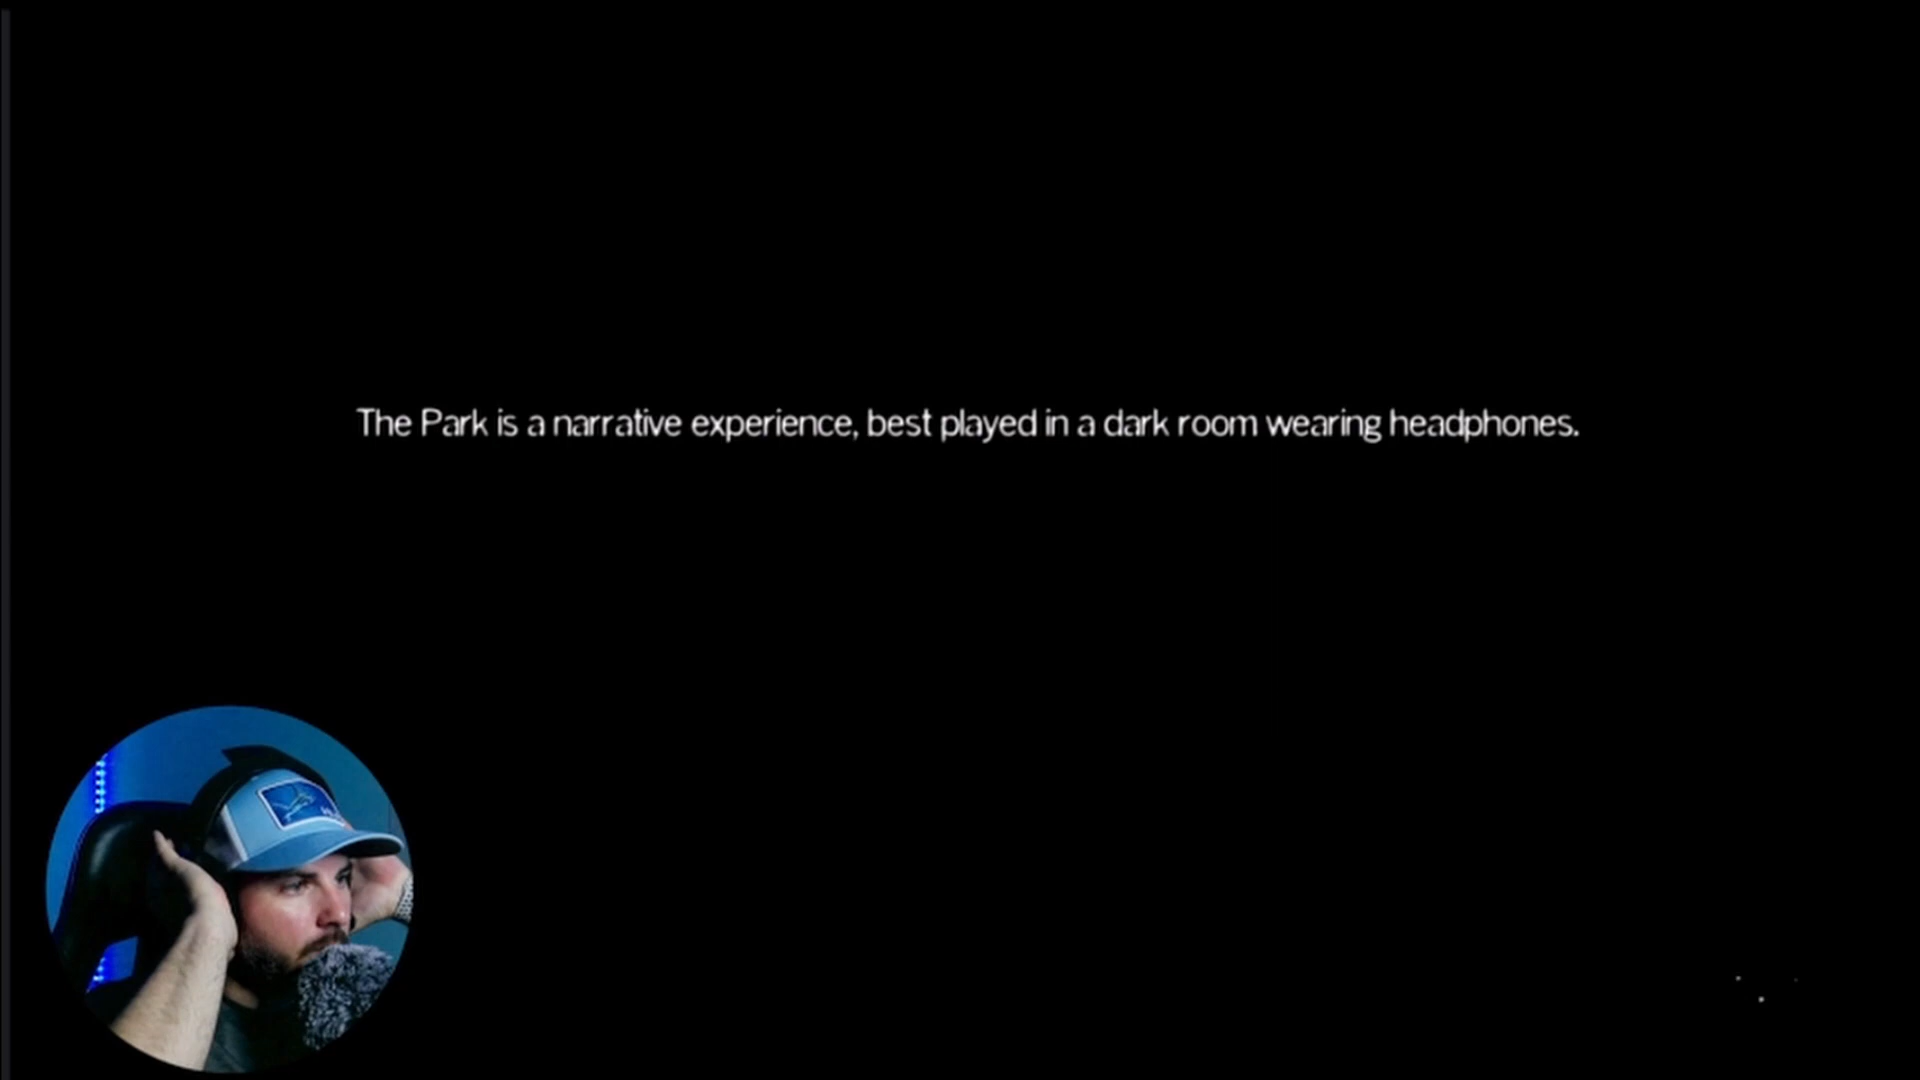 The Park is a narrative experience, best played in a dark room wearing headphones.